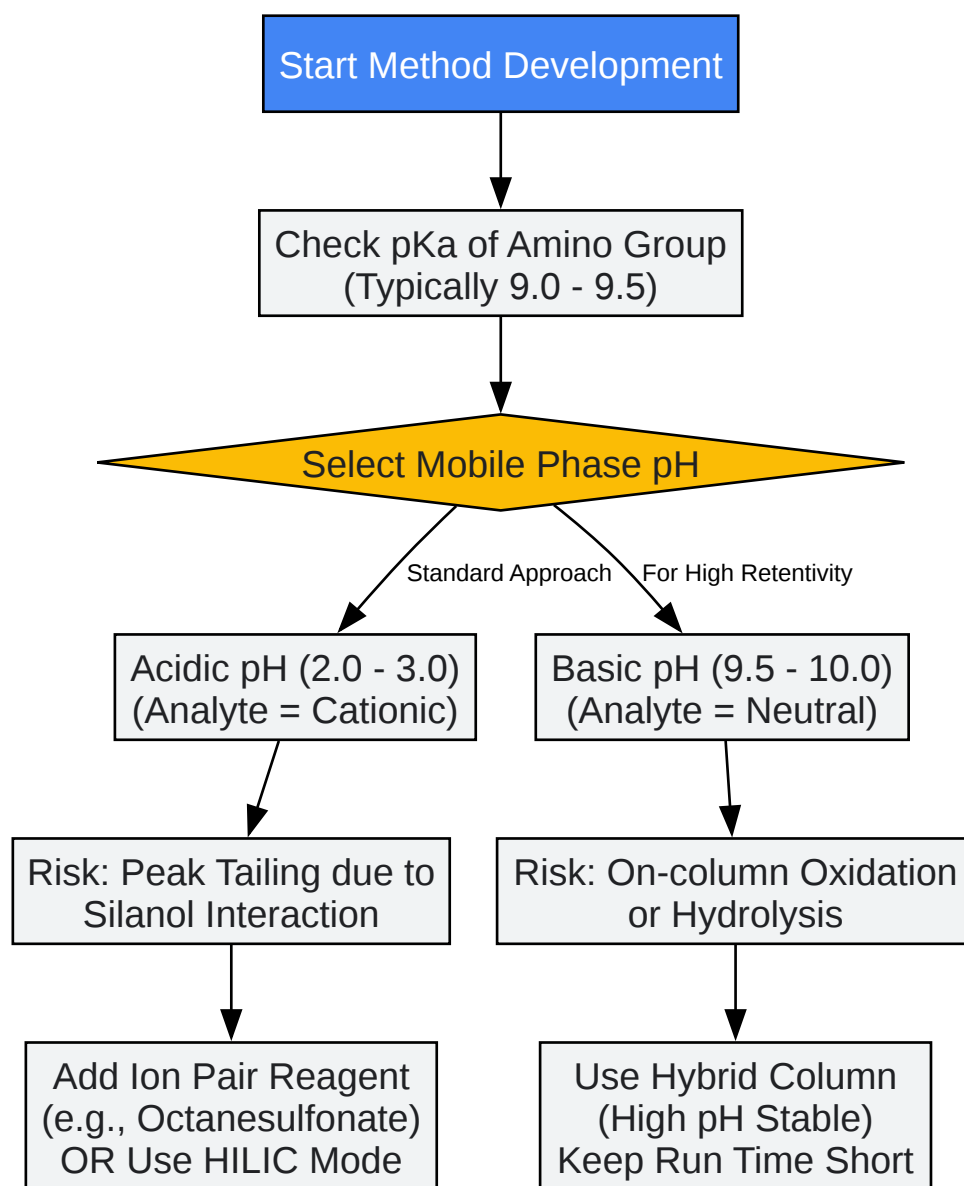 Start Method Development
Check pKa of Amino Group
(Typically 9.0 - 9.5)
Select Mobile Phase pH
Standard Approach
For High Retentivity
Acidic pH (2.0 - 3.0)
(Analyte = Cationic)
Basic pH (9.5 - 10.0)
(Analyte = Neutral)
Risk: Peak Tailing due to
Silanol Interaction
Risk: On-column Oxidation
or Hydrolysis
Add Ion Pair Reagent
(e.g., Octanesulfonate)
OR Use HILIC Mode
Use Hybrid Column
(High pH Stable)
Keep Run Time Short